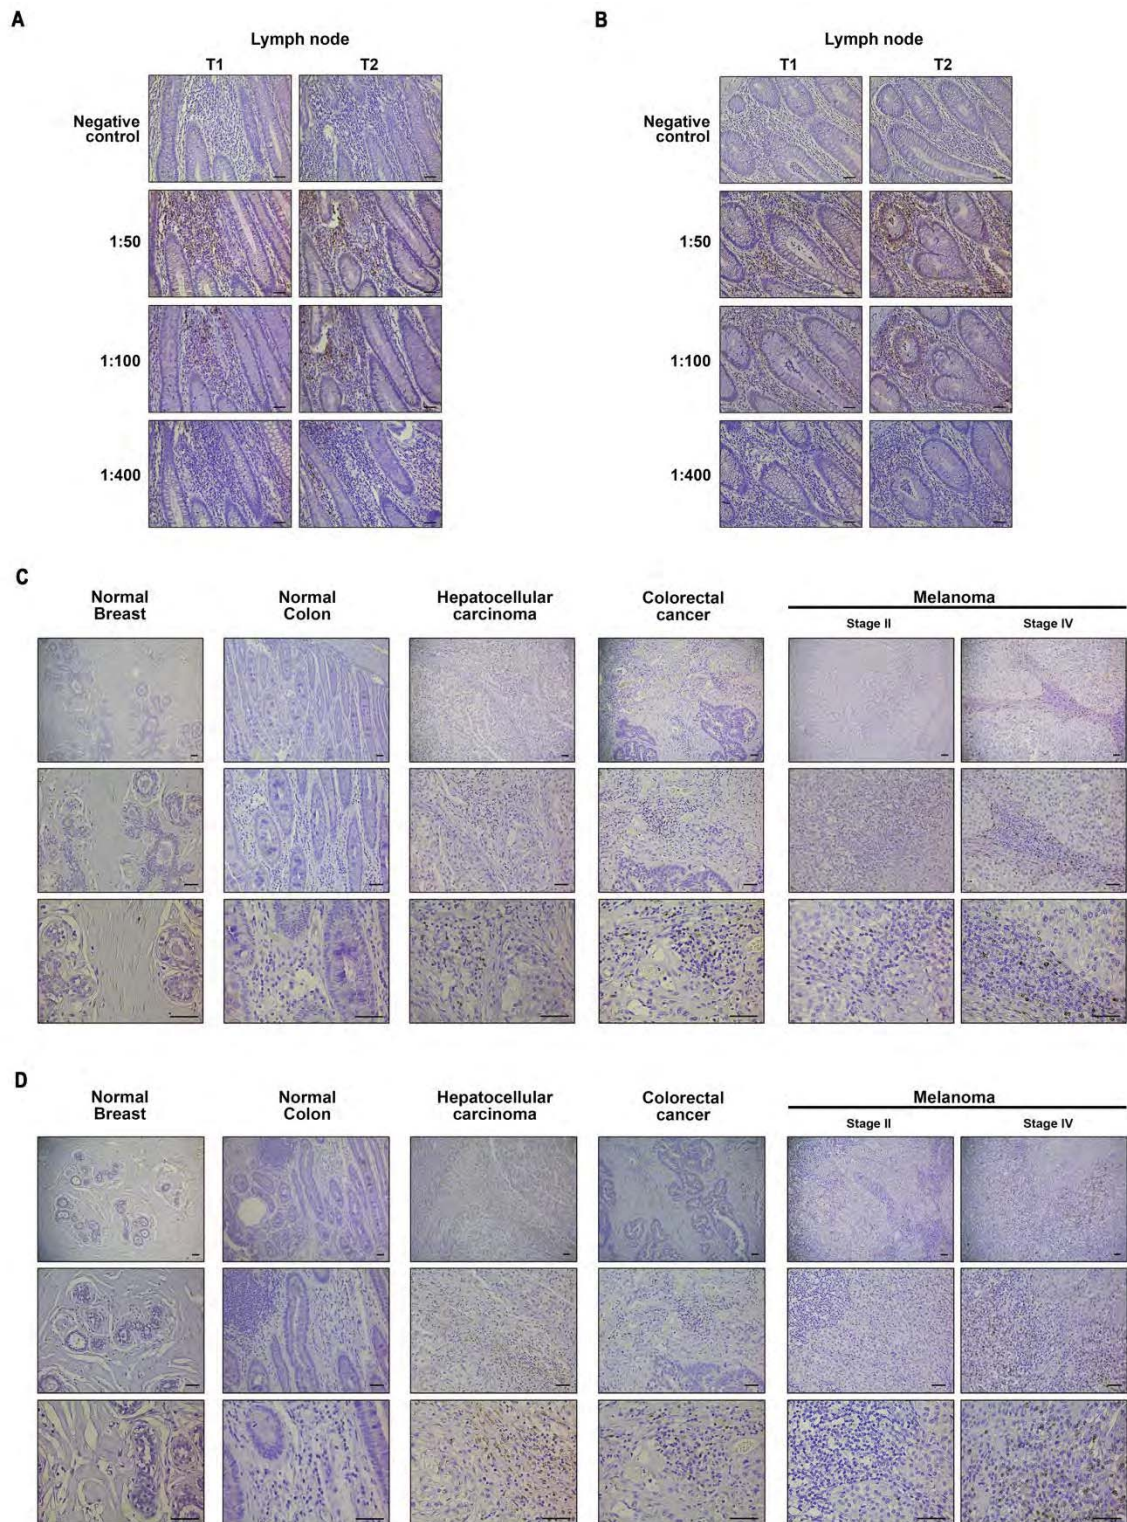 A
Lymph node
T1 T2
Negative
control
1:50
1:100
1:400
B
Lymph node
T1 T2
Negative
control
1:50
1:100
1:400
C
Normal
Breast
Normal
Colon
Hepatocellular
carcinoma
Colorectal
cancer
Melanoma
Stage II Stage IV
D
Normal
Breast
Normal
Colon
Hepatocellular
carcinoma
Colorectal
cancer
Melanoma
Stage II Stage IV